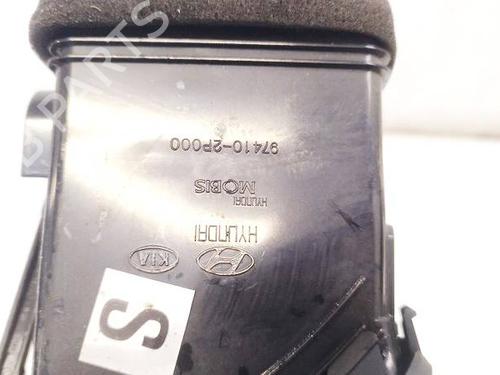 KIA
HYUNDAI
HYUNDAI
MOBIS
97410-2P000
S
PARTS